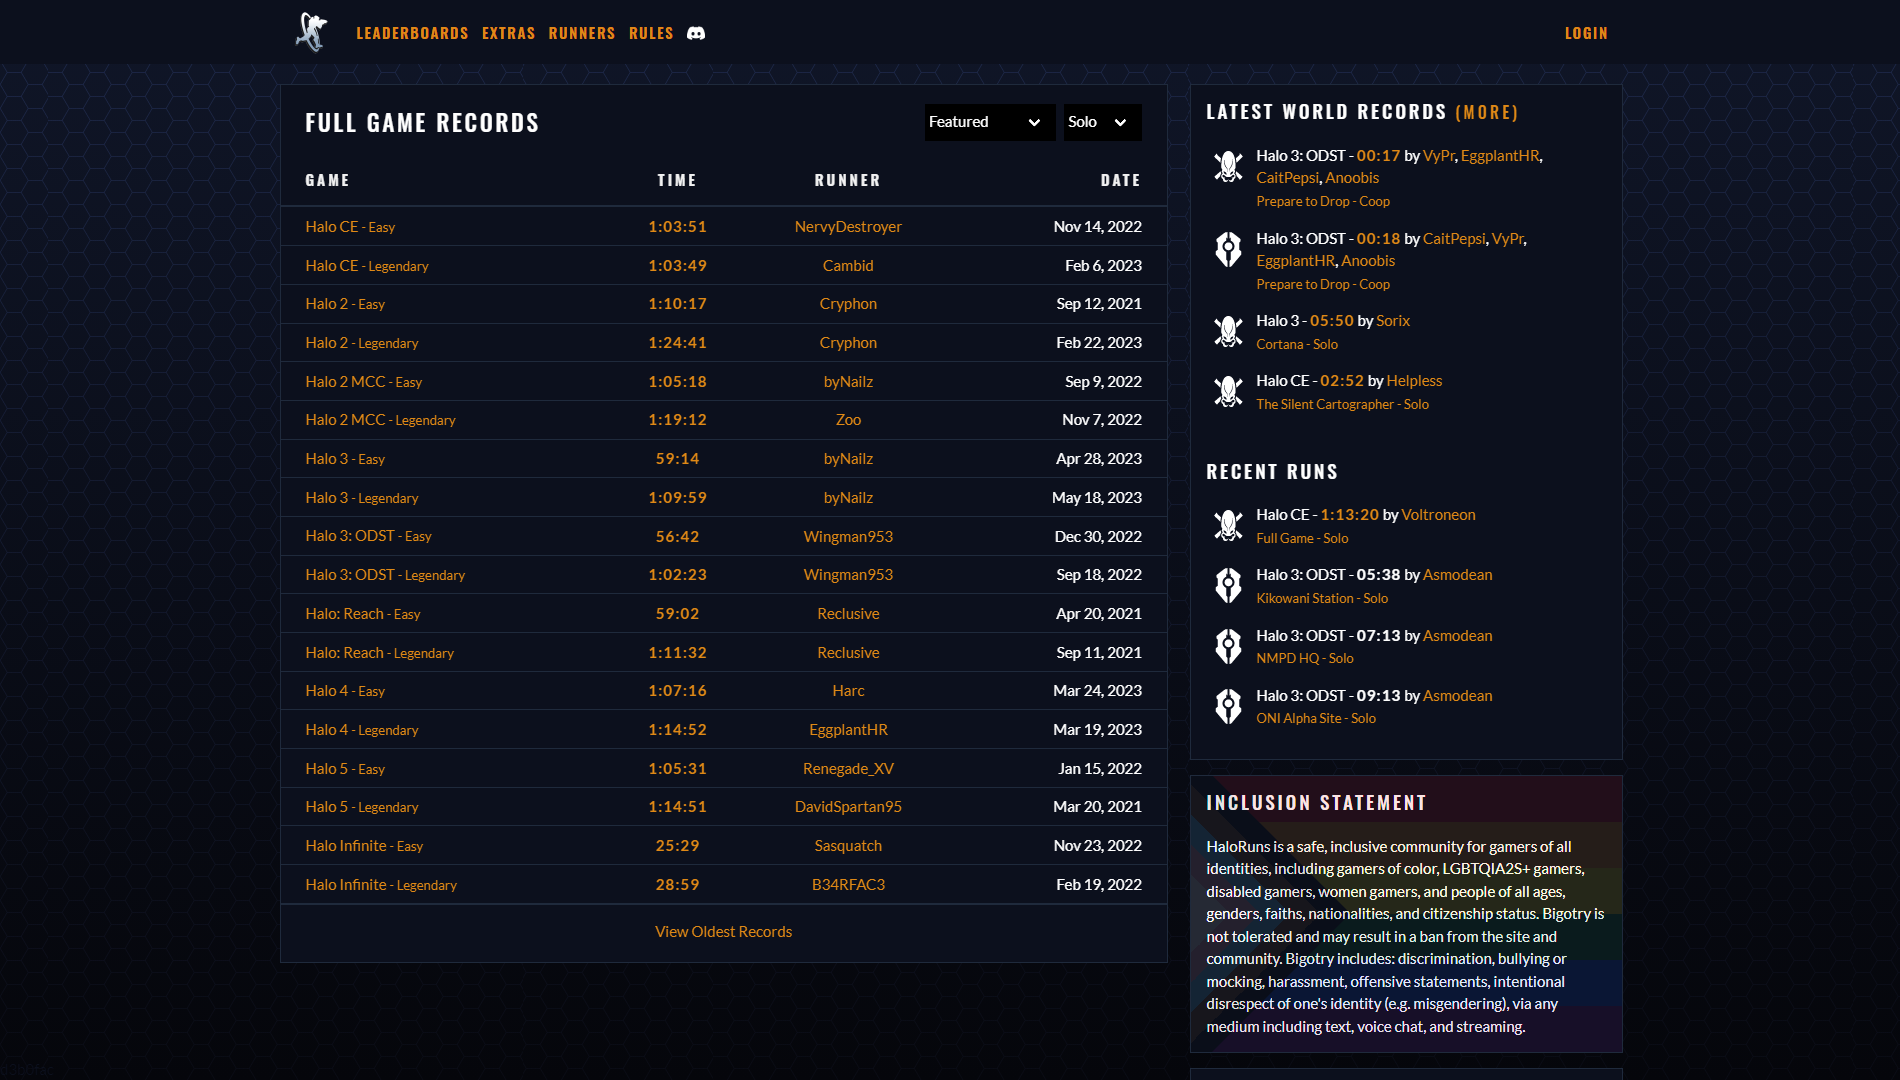 LEADERBOARDS EXTRAS RUNNERS RULES
LOGIN
FULL GAME RECORDS
Featured Solo
GAME TIME RUNNER DATE
Halo CE - Easy 1:03:51 NervyDestroyer Nov 14, 2022
Halo CE - Legendary 1:03:49 Cambid Feb 6, 2023
Halo 2 - Easy 1:10:17 Cryphon Sep 12, 2021
Halo 2 - Legendary 1:24:41 Cryphon Feb 22, 2023
Halo 2 MCC - Easy 1:05:18 byNailz Sep 9, 2022
Halo 2 MCC - Legendary 1:19:12 Zoo Nov 7, 2022
Halo 3 - Easy 59:14 byNailz Apr 28, 2023
Halo 3 - Legendary 1:09:59 byNailz May 18, 2023
Halo 3: ODST - Easy 56:42 Wingman953 Dec 30, 2022
Halo 3: ODST - Legendary 1:02:23 Wingman953 Sep 18, 2022
Halo: Reach - Easy 59:02 Reclusive Apr 20, 2021
Halo: Reach - Legendary 1:11:32 Reclusive Sep 11, 2021
Halo 4 - Easy 1:07:16 Harc Mar 24, 2023
Halo 4 - Legendary 1:14:52 EggplantHR Mar 19, 2023
Halo 5 - Easy 1:05:31 Renegade_XV Jan 15, 2022
Halo 5 - Legendary 1:14:51 DavidSpartan95 Mar 20, 2021
Halo Infinite - Easy 25:29 Sasquatch Nov 23, 2022
Halo Infinite - Legendary 28:59 B34RFAC3 Feb 19, 2022
View Oldest Records
LATEST WORLD RECORDS (MORE)
Halo 3: ODST - 00:17 by VyPr, EggplantHR,
CaitPepsi, Anoobis
Prepare to Drop - Coop
Halo 3: ODST - 00:18 by CaitPepsi, VyPr,
EggplantHR, Anoobis
Prepare to Drop - Coop
Halo 3 - 05:50 by Sorix
Cortana - Solo
Halo CE - 02:52 by Helpless
The Silent Cartographer - Solo
RECENT RUNS
Halo CE - 1:13:20 by Voltroneon
Full Game - Solo
Halo 3: ODST - 05:38 by Asmodean
Kikowani Station - Solo
Halo 3: ODST - 07:13 by Asmodean
NMPD HQ - Solo
Halo 3: ODST - 09:13 by Asmodean
ONI Alpha Site - Solo
INCLUSION STATEMENT
HaloRuns is a safe, inclusive community for gamers of all
identities, including gamers of color, LGBTQIA2S+ gamers,
disabled gamers, women gamers, and people of all ages,
genders, faiths, nationalities, and citizenship status. Bigotry is
not tolerated and may result in a ban from the site and
community. Bigotry includes: discrimination, bullying or
mocking, harassment, offensive statements, intentional
disrespect of one's identity (e.g. misgendering), via any
medium including text, voice chat, and streaming.